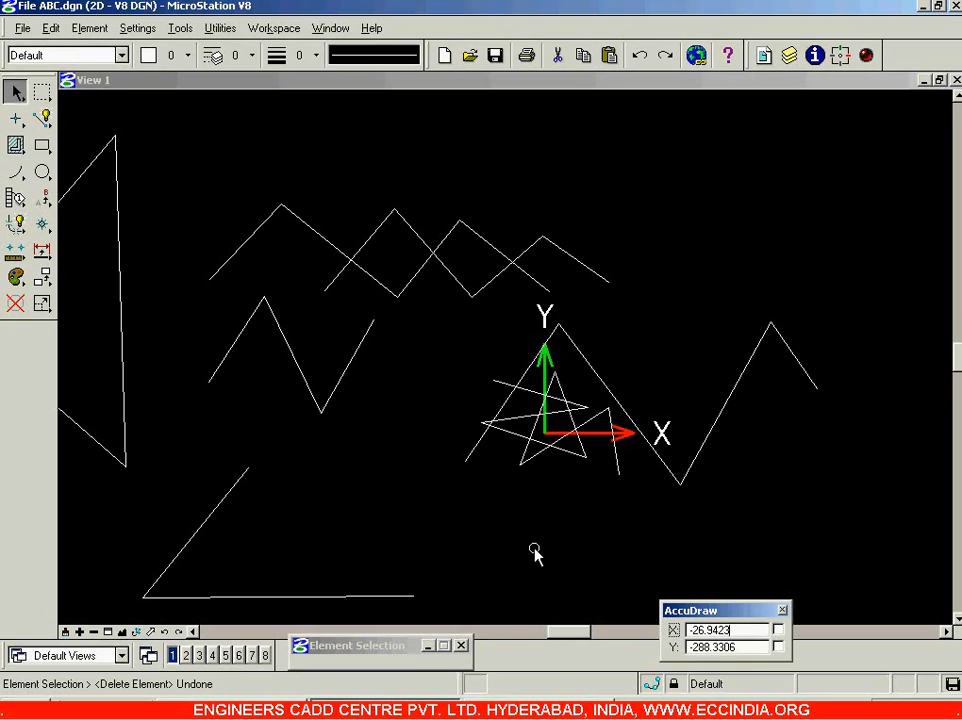 File ABC.dgn (2D - V8 DGN) - MicroStation V8
File Edit Element Settings Tools Utilities Workspace Window Help
Default 0 0 0
View 1
Y
X
AccuDraw
X: -26.9423
Y: -288.3306
Default Views 1 2 3 4 5 6 7 8
Element Selection
Element Selection > <Delete Element> Undone Default
ENGINEERS CADD CENTRE PVT. LTD. HYDERABAD, INDIA, WWW.ECCINDIA.ORG